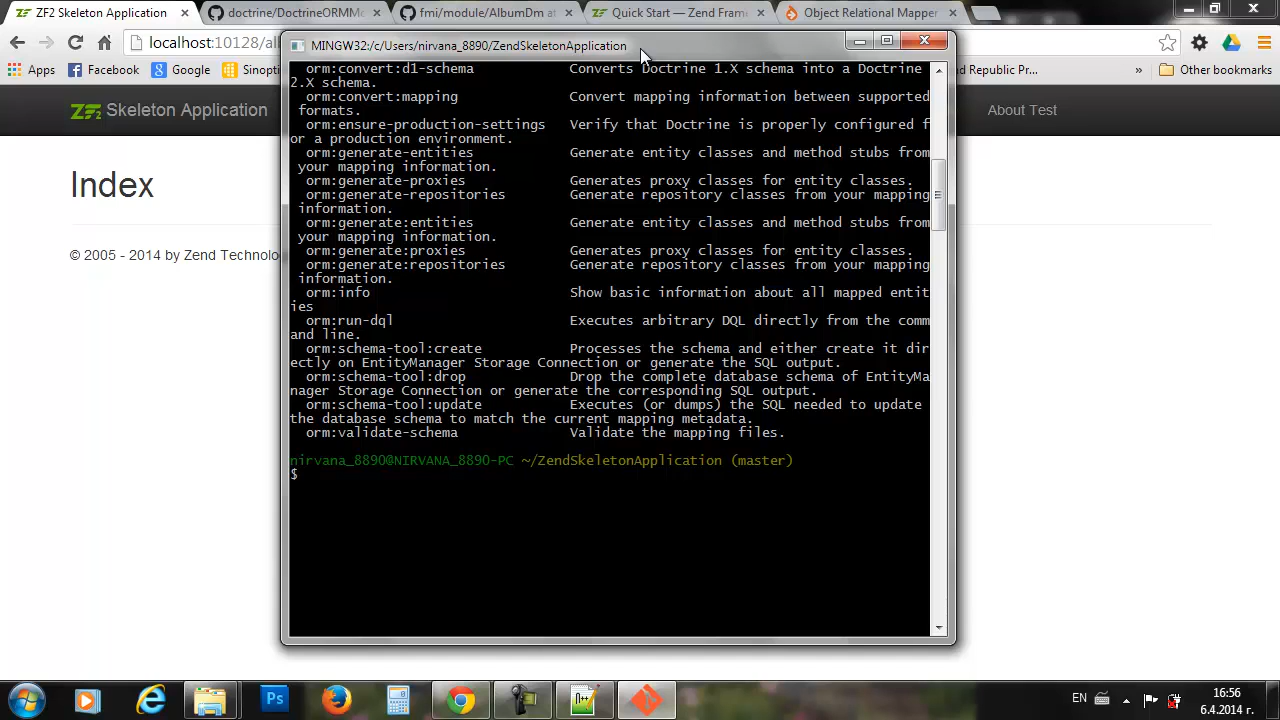 ZF2 Skeleton Application
doctrine/DoctrineORMMo
fmi/module/AlbumDm at
Quick Start — Zend Fram
Object Relational Mapper
localhost:10128/al
Apps
Facebook
Google
Sinopti
nd Republic Pr...
»
Other bookmarks
ZF2 Skeleton Application
About Test
Index
© 2005 - 2014 by Zend Technolo
MINGW32:/c/Users/nirvana_8890/ZendSkeletonApplication
orm:convert:d1-schema Converts Doctrine 1.X schema into a Doctrine
2.X schema.
orm:convert:mapping Convert mapping information between supported
formats.
orm:ensure-production-settings Verify that Doctrine is properly configured f
or a production environment.
orm:generate-entities Generate entity classes and method stubs from
your mapping information.
orm:generate-proxies Generates proxy classes for entity classes.
orm:generate-repositories Generate repository classes from your mapping
information.
orm:generate:entities Generate entity classes and method stubs from
your mapping information.
orm:generate:proxies Generates proxy classes for entity classes.
orm:generate:repositories Generate repository classes from your mapping
information.
orm:info Show basic information about all mapped entit
ies
orm:run-dql Executes arbitrary DQL directly from the comm
and line.
orm:schema-tool:create Processes the schema and either create it dir
ectly on EntityManager Storage Connection or generate the SQL output.
orm:schema-tool:drop Drop the complete database schema of EntityMa
nager Storage Connection or generate the corresponding SQL output.
orm:schema-tool:update Executes (or dumps) the SQL needed to update
the database schema to match the current mapping metadata.
orm:validate-schema Validate the mapping files.
nirvana_8890@NIRVANA_8890-PC ~/ZendSkeletonApplication (master)
$
Ps
EN
16:56
6.4.2014 г.